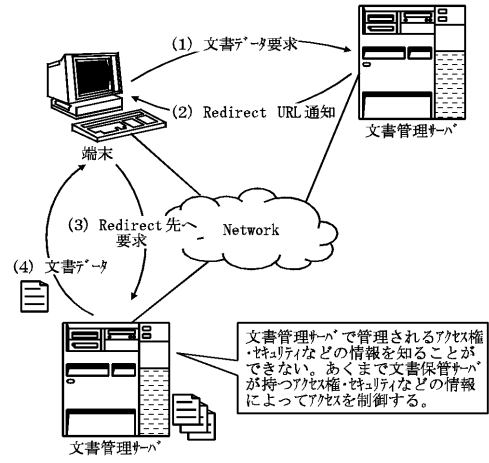 (1) 文書ﾃﾞｰﾀ要求
(2) Redirect URL通知
文書管理ｻｰﾊﾞ
端末
(3) Redirect先へ
要求
Network
(4) 文書ﾃﾞｰﾀ
文書管理ｻｰﾊﾞで管理されるｱｸｾｽ権
・ｾｷｭﾘﾃｨなどの情報を知ることが
できない。あくまで文書保管ｻｰﾊﾞ
が持つｱｸｾｽ権・ｾｷｭﾘﾃｨなどの情報
によってｱｸｾｽを制御する。
文書管理ｻｰﾊﾞ